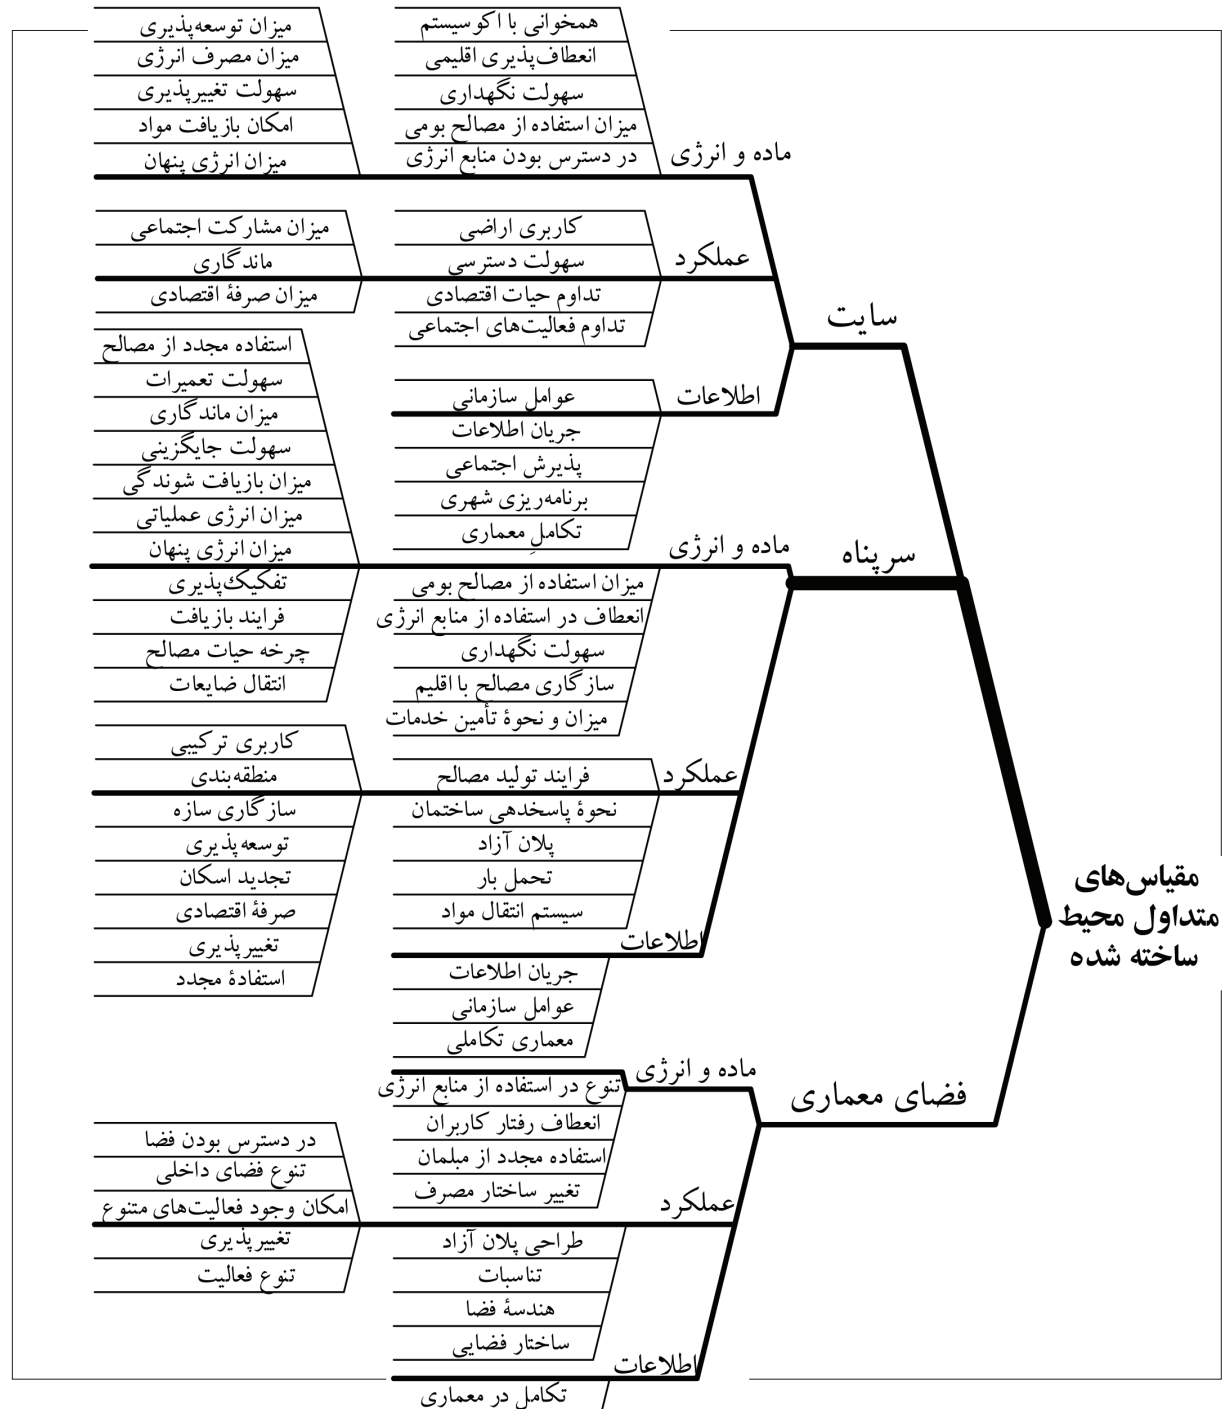 مقیاس‌های
متداول محیط
ساخته شده
سایت
ماده و انرژی
همخوانی با اکوسیستم
انعطاف‌پذیری اقلیمی
سهولت نگهداری
میزان استفاده از مصالح بومی
در دسترس بودن منابع انرژی
میزان توسعه‌پذیری
میزان مصرف انرژی
سهولت تغییرپذیری
امکان بازیافت مواد
میزان انرژی پنهان
عملکرد
کاربری اراضی
سهولت دسترسی
تداوم حیات اقتصادی
تداوم فعالیت‌های اجتماعی
میزان مشارکت اجتماعی
ماندگاری
میزان صرفهٔ اقتصادی
اطلاعات
عوامل سازمانی
جریان اطلاعات
پذیرش اجتماعی
برنامه‌ریزی شهری
تکاملِ معماری
سرپناه
ماده و انرژی
میزان استفاده از مصالح بومی
انعطاف در استفاده از منابع انرژی
سهولت نگهداری
سازگاری مصالح با اقلیم
میزان و نحوهٔ تأمین خدمات
استفاده مجدد از مصالح
سهولت تعمیرات
میزان ماندگاری
سهولت جایگزینی
میزان بازیافت شوندگی
میزان انرژی عملیاتی
میزان انرژی پنهان
تفکیک‌پذیری
فرایند بازیافت
چرخه حیات مصالح
انتقال ضایعات
عملکرد
فرایند تولید مصالح
نحوهٔ پاسخدهی ساختمان
پلان آزاد
تحمل بار
سیستم انتقال مواد
کاربری ترکیبی
منطقه‌بندی
سازگاری سازه
توسعه‌پذیری
تجدید اسکان
صرفهٔ اقتصادی
تغییرپذیری
استفادهٔ مجدد
اطلاعات
جریان اطلاعات
عوامل سازمانی
معماری تکاملی
فضای معماری
ماده و انرژی
تنوع در استفاده از منابع انرژی
انعطاف رفتار کاربران
استفاده مجدد از مبلمان
تغییر ساختار مصرف
عملکرد
طراحی پلان آزاد
تناسبات
هندسهٔ فضا
ساختار فضایی
در دسترس بودن فضا
تنوع فضای داخلی
امکان وجود فعالیت‌های متنوع
تغییرپذیری
تنوع فعالیت
اطلاعات
تکامل در معماری